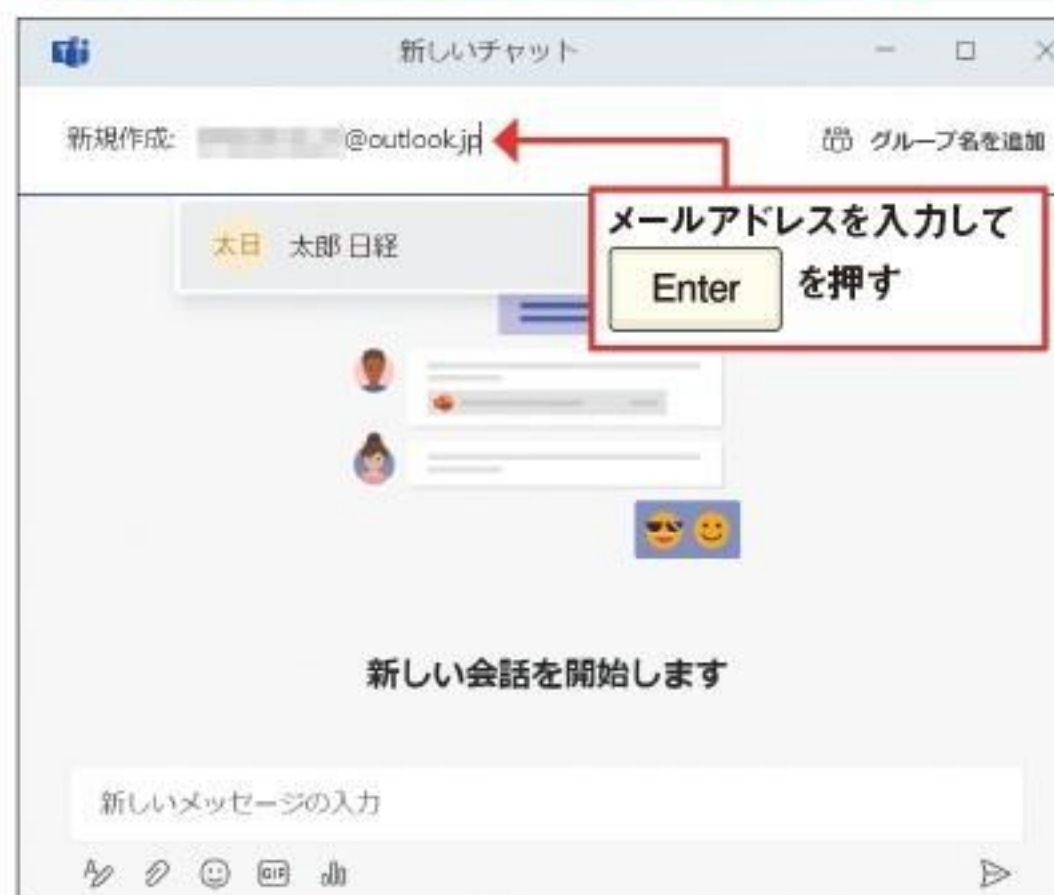 新しいチャット
新規作成: @outlook.jp
グループ名を追加
メールアドレスを入力して
Enter を押す
太日 太郎 日経
新しい会話を開始します
新しいメッセージの入力
GIF